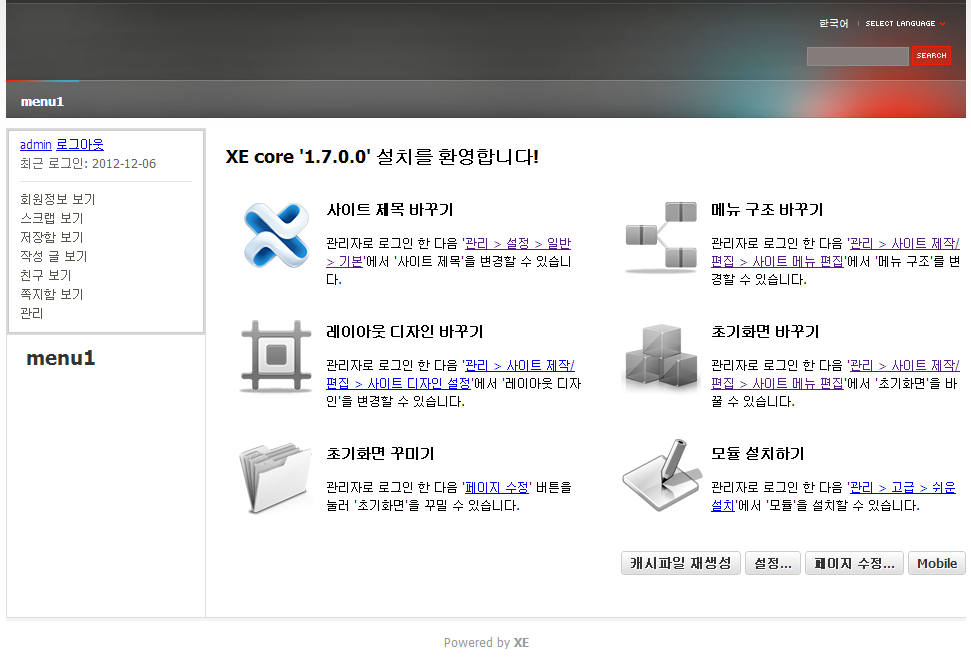 한국어 | SELECT LANGUAGE
SEARCH
menu1
admin 로그아웃
최근 로그인: 2012-12-06
회원정보 보기
스크랩 보기
저장함 보기
작성 글 보기
친구 보기
쪽지함 보기
관리
menu1
XE core '1.7.0.0' 설치를 환영합니다!
사이트 제목 바꾸기
관리자로 로그인 한 다음 '관리 > 설정 > 일반
> 기본'에서 '사이트 제목'을 변경할 수 있습니
다.
메뉴 구조 바꾸기
관리자로 로그인 한 다음 '관리 > 사이트 제작/
편집 > 사이트 메뉴 편집'에서 '메뉴 구조'를 변
경할 수 있습니다.
레이아웃 디자인 바꾸기
관리자로 로그인 한 다음 '관리 > 사이트 제작/
편집 > 사이트 디자인 설정'에서 '레이아웃 디자
인'을 변경할 수 있습니다.
초기화면 바꾸기
관리자로 로그인 한 다음 '관리 > 사이트 제작/
편집 > 사이트 메뉴 편집'에서 '초기화면'을 바
꿀 수 있습니다.
초기화면 꾸미기
관리자로 로그인 한 다음 '페이지 수정' 버튼을
눌러 '초기화면'을 꾸밀 수 있습니다.
모듈 설치하기
관리자로 로그인 한 다음 '관리 > 고급 > 쉬운
설치'에서 '모듈'을 설치할 수 있습니다.
캐시파일 재생성 설정... 페이지 수정... Mobile
Powered by XE